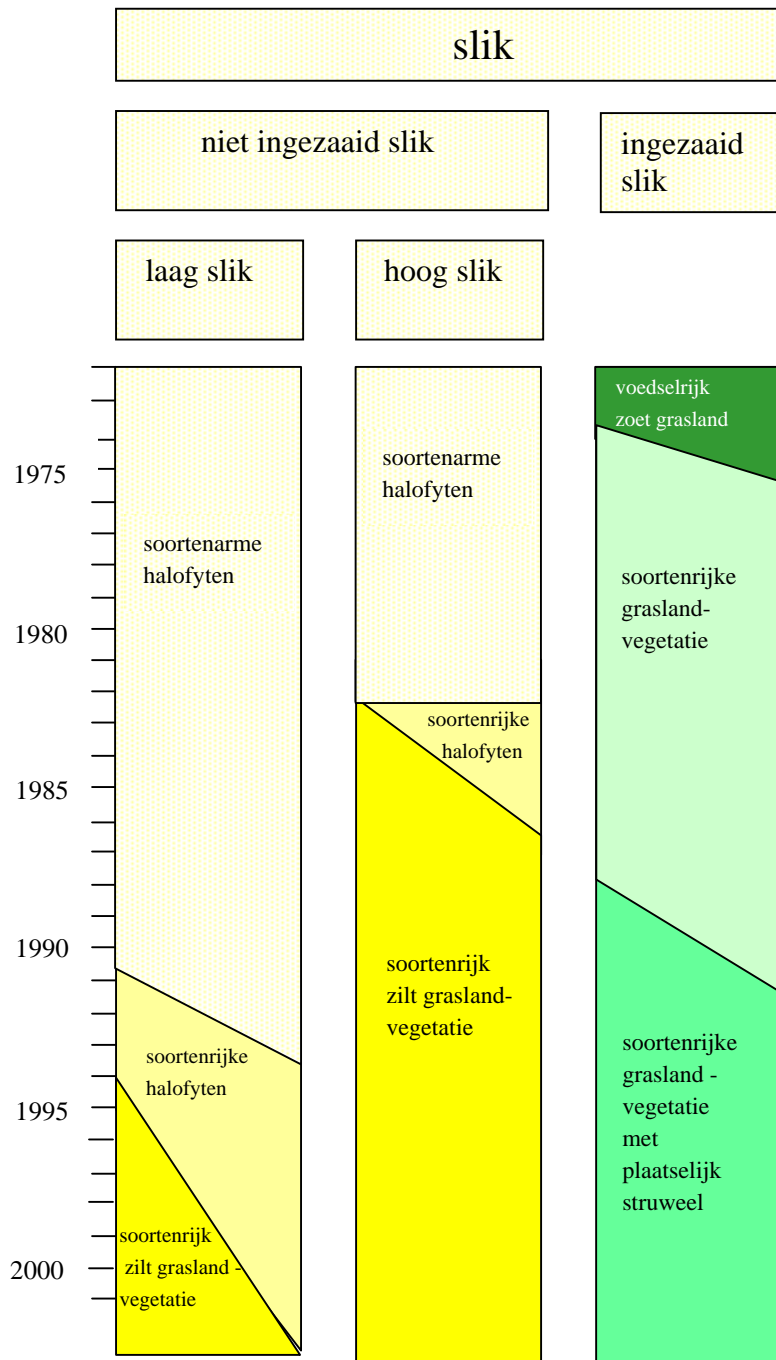 slik
niet ingezaaid slik
ingezaaid
slik
laag slik
hoog slik
1975
1980
1985
1990
1995
2000
soortenarme
halofyten
soortenrijke
halofyten
soortenrijk
zilt grasland -
vegetatie
soortenarme
halofyten
soortenrijke
halofyten
soortenrijk
zilt grasland-
vegetatie
voedselrijk
zoet grasland
soortenrijke
grasland-
vegetatie
soortenrijke
grasland -
vegetatie
met
plaatselijk
struweel